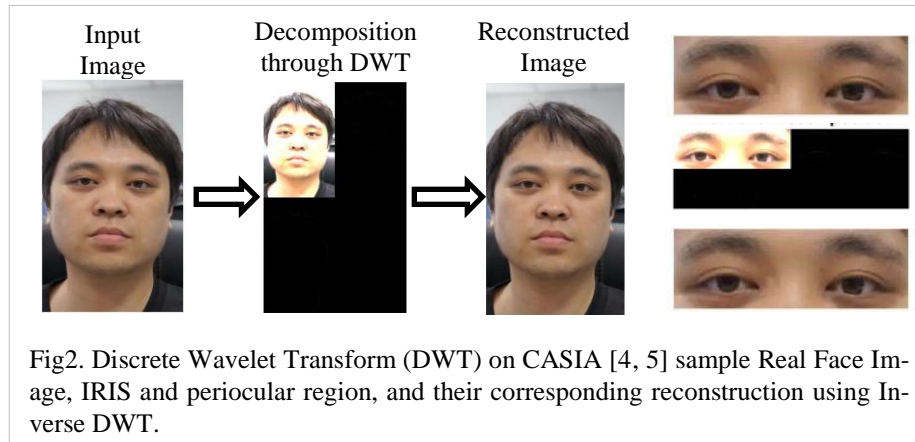 Input
Image
Decomposition
through DWT
Reconstructed
Image
Fig2. Discrete Wavelet Transform (DWT) on CASIA [4, 5] sample Real Face Im-
age, IRIS and periocular region, and their corresponding reconstruction using In-
verse DWT.